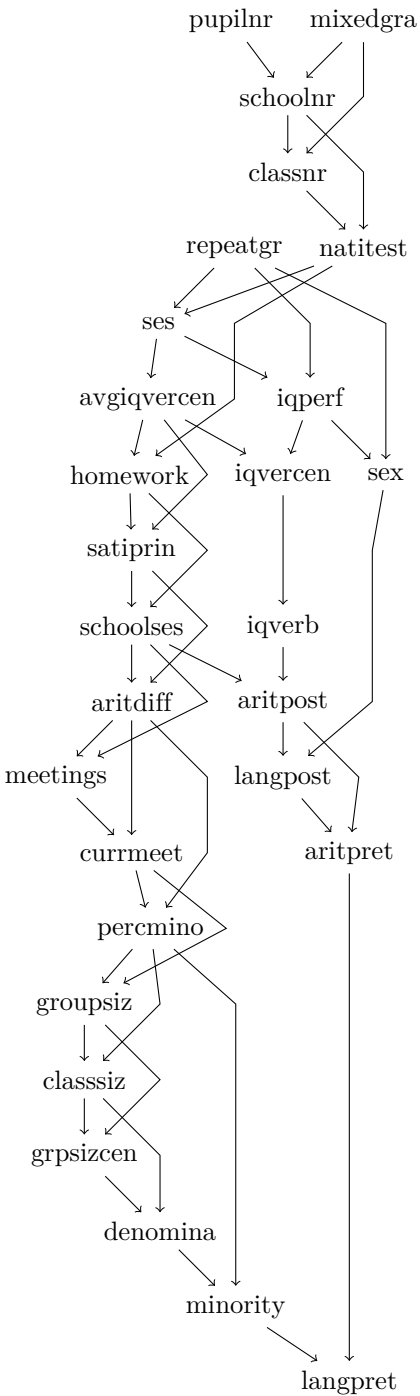 pupilnr mixedgra
schoolnr
classnr
repeatgr natitest
ses
avgiqvercen iqperf
homework iqvercen sex
satiprin
schoolses iqverb
aritdiff aritpost
meetings langpost
currmeet aritpret
percmino
groupsiz
classsiz
grpsizcen
denomina
minority
langpret